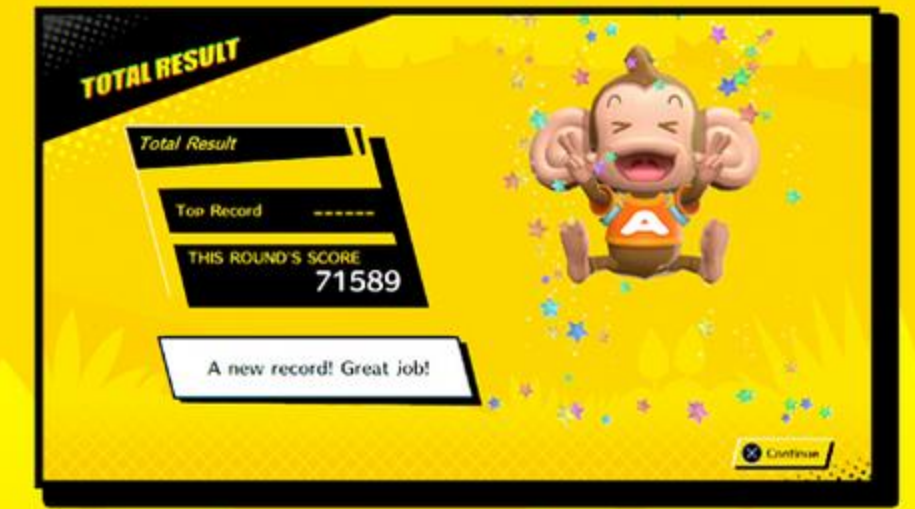 TOTAL RESULT
Total Result
Top Record ------
THIS ROUND'S SCORE
71589
A new record! Great job!
A
Continue